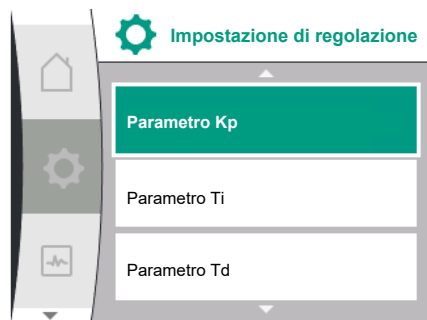 Impostazione di regolazione
Parametro Kp
Parametro Ti
Parametro Td